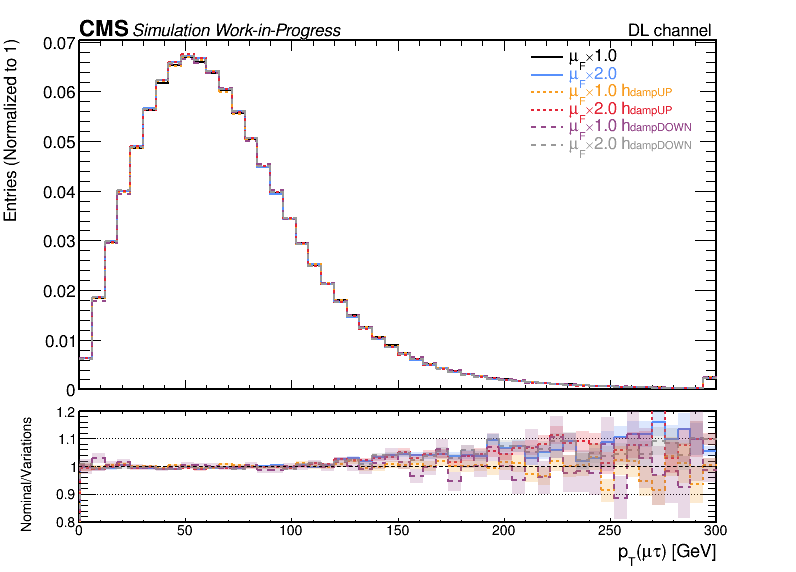 CMS Simulation Work-in-Progress DL channel
Entries (Normalized to 1)
0.07
0.06
0.05
0.04
0.03
0.02
0.01
0
μF×1.0
μF×2.0
μF×1.0 hdampUP
μF×2.0 hdampUP
μF×1.0 hdampDOWN
μF×2.0 hdampDOWN
Nominal/Variations
1.2
1.1
1
0.9
0.8
0 50 100 150 200 250 300
pT(μτ) [GeV]